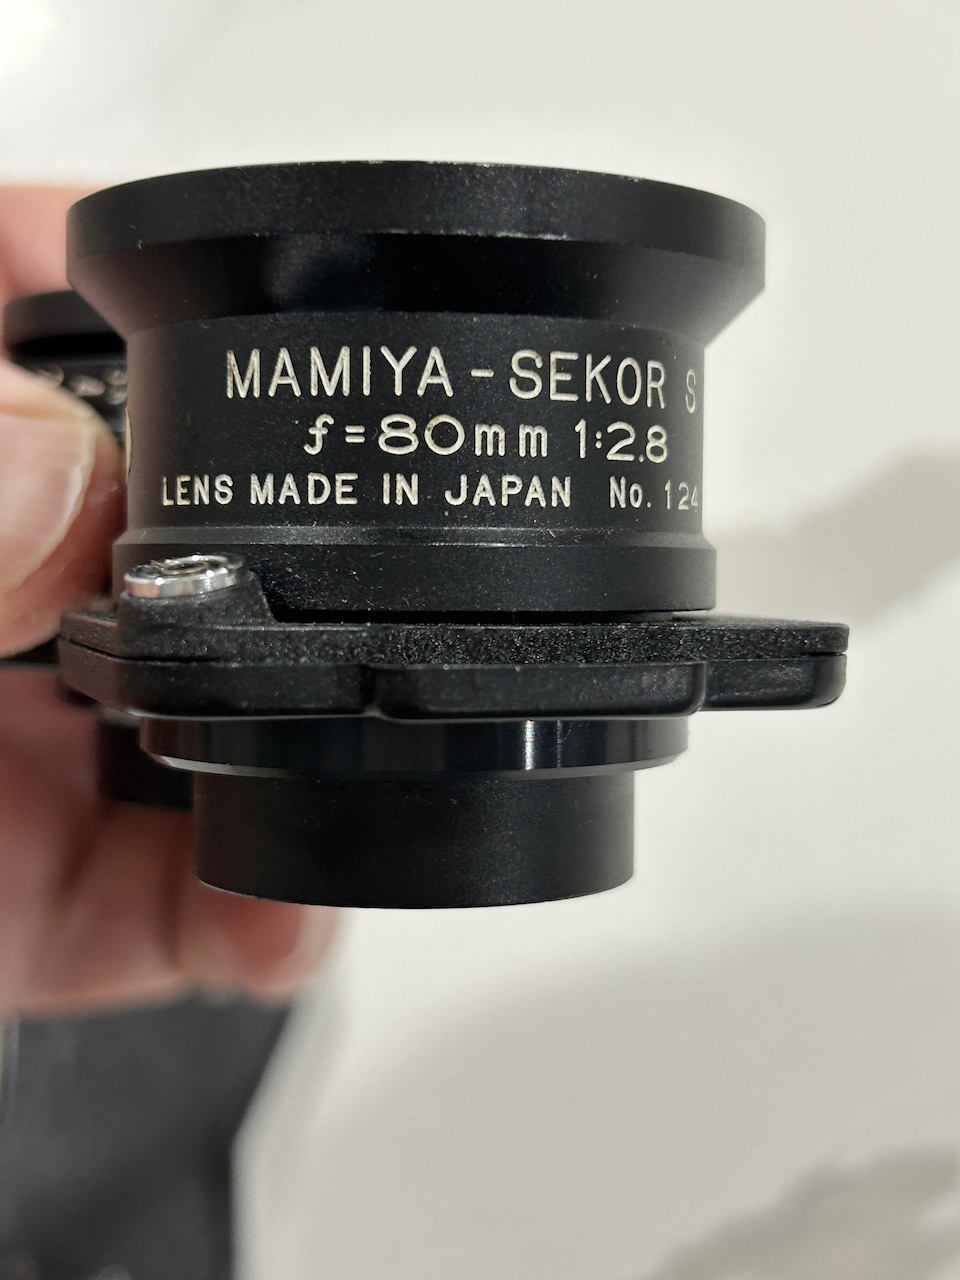 MAMIYA - SEKOR S
f=80mm 1:2.8
LENS MADE IN JAPAN No. 124